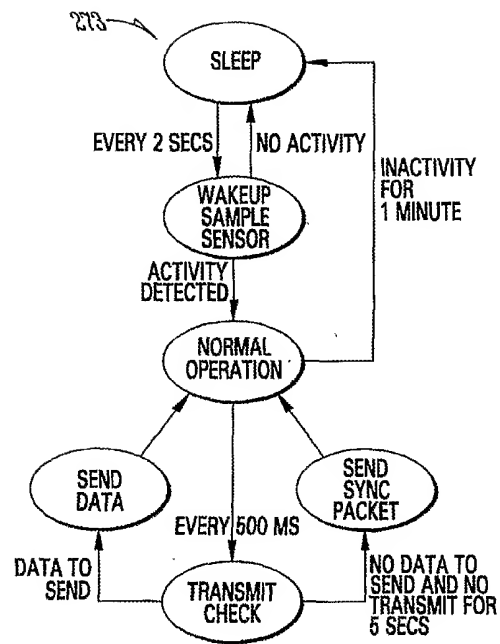 273
SLEEP
EVERY 2 SECS
NO ACTIVITY
INACTIVITY
FOR
1 MINUTE
WAKEUP
SAMPLE
SENSOR
ACTIVITY
DETECTED
NORMAL
OPERATION
SEND
DATA
SEND
SYNC
PACKET
EVERY 500 MS
DATA TO
SEND
TRANSMIT
CHECK
NO DATA TO
SEND AND NO
TRANSMIT FOR
5 SECS